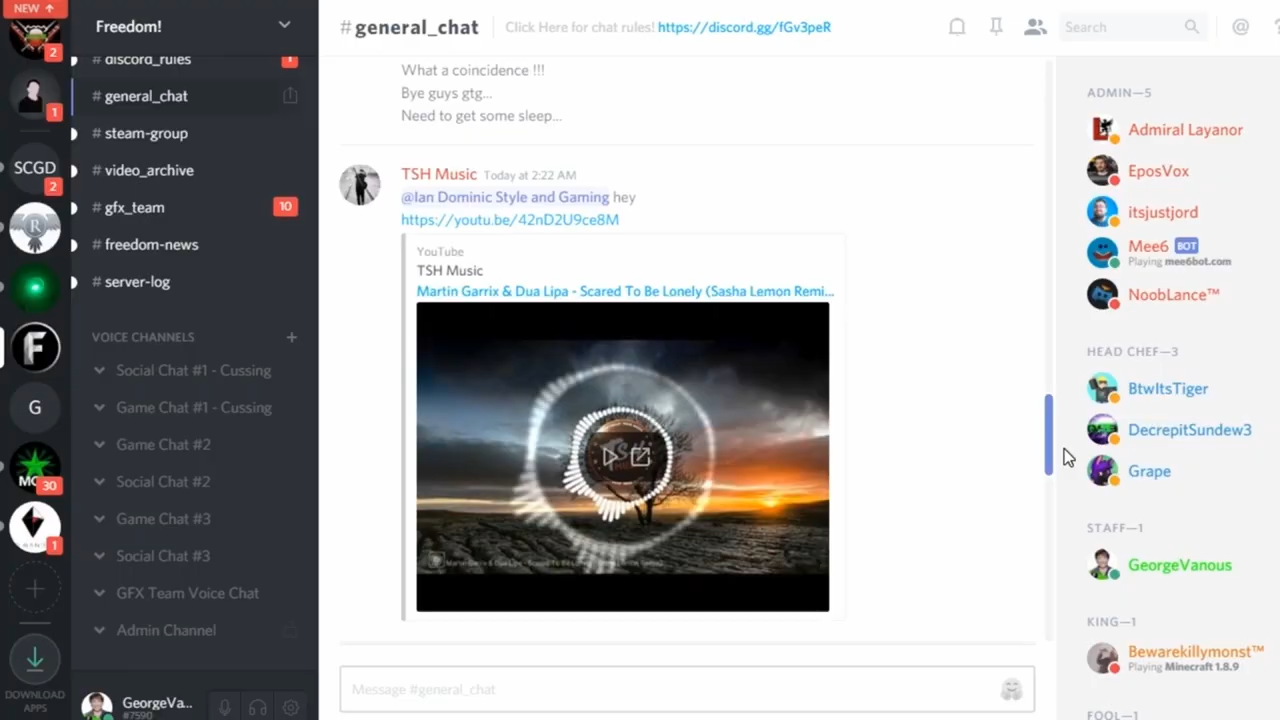 NEW ↑
2
1
SCGD
2
R
F
G
30
1
DOWNLOAD
APPS
Freedom!
# discord_rules
# general_chat
# steam-group
# video_archive
# gfx_team 10
# freedom-news
# server-log
VOICE CHANNELS +
Social Chat #1 - Cussing
Game Chat #1 - Cussing
Game Chat #2
Social Chat #2
Game Chat #3
Social Chat #3
GFX Team Voice Chat
Admin Channel
GeorgeVa...
#7590
#general_chat Click Here for chat rules! https://discord.gg/fGv3peR
Search
@
What a coincidence !!!
Bye guys gtg...
Need to get some sleep...
TSH Music Today at 2:22 AM
@Ian Dominic Style and Gaming hey
https://youtu.be/42nD2U9ce8M
YouTube
TSH Music
Martin Garrix & Dua Lipa - Scared To Be Lonely (Sasha Lemon Remi...
Message #general_chat
ADMIN—5
Admiral Layanor
EposVox
itsjustjord
Mee6 BOT
Playing mee6bot.com
NoobLance™
HEAD CHEF—3
BtwItsTiger
DecrepitSundew3
Grape
STAFF—1
GeorgeVanous
KING—1
Bewarekillymonst™
Playing Minecraft 1.8.9
FOOL—1